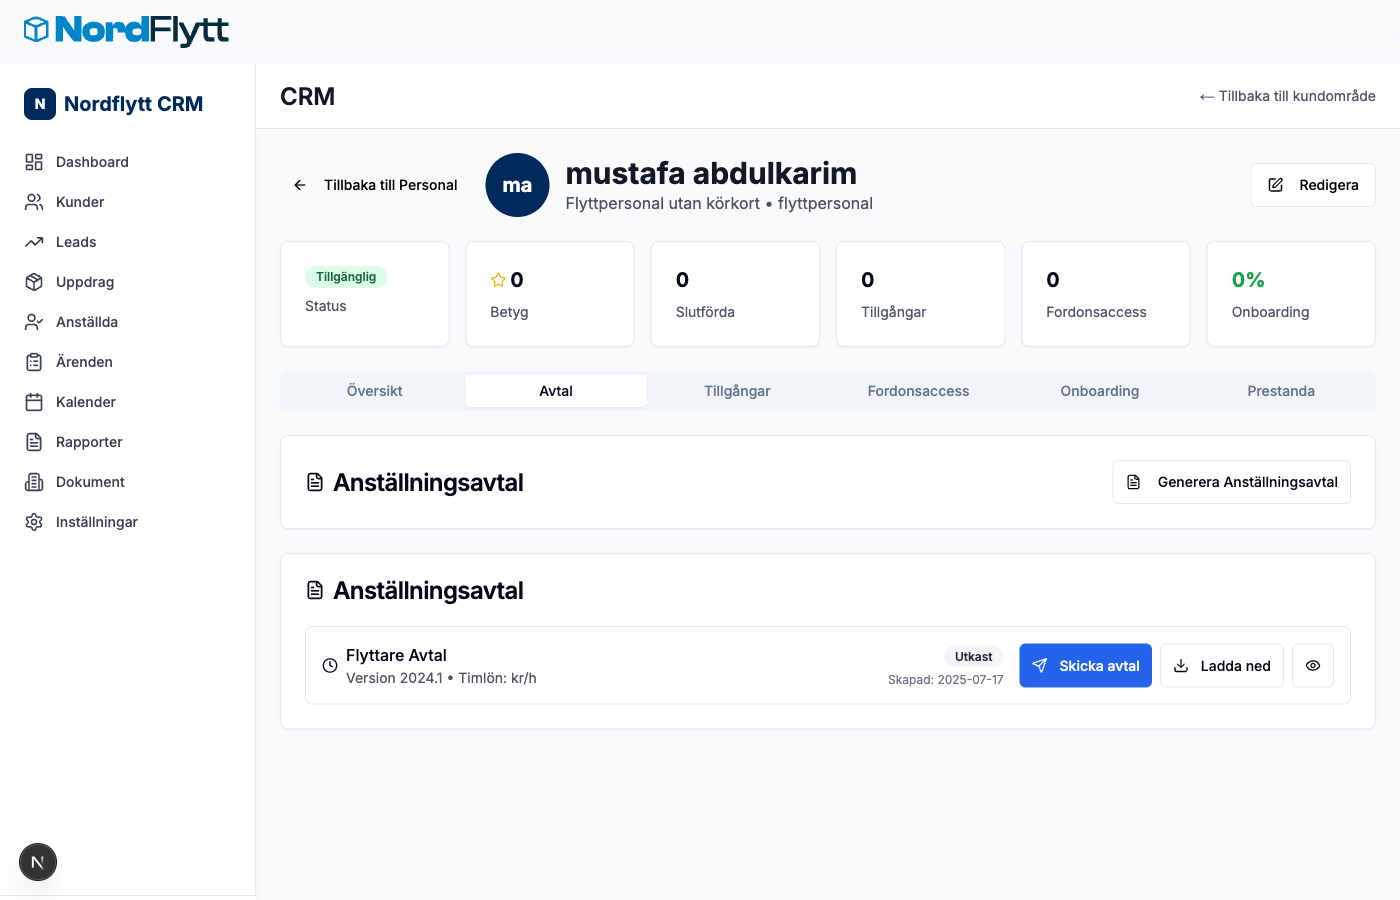 NordFlytt
N Nordflytt CRM
CRM
← Tillbaka till kundområde
Dashboard
Kunder
Leads
Uppdrag
Anställda
Ärenden
Kalender
Rapporter
Dokument
Inställningar
N
Tillbaka till Personal
ma
mustafa abdulkarim
Flyttpersonal utan körkort • flyttpersonal
Redigera
Tillgänglig
Status
0
Betyg
0
Slutförda
0
Tillgångar
0
Fordonsaccess
0%
Onboarding
Översikt
Avtal
Tillgångar
Fordonsaccess
Onboarding
Prestanda
Anställningsavtal
Generera Anställningsavtal
Anställningsavtal
Flyttare Avtal
Version 2024.1 • Timlön: kr/h
Utkast
Skapad: 2025-07-17
Skicka avtal
Ladda ned